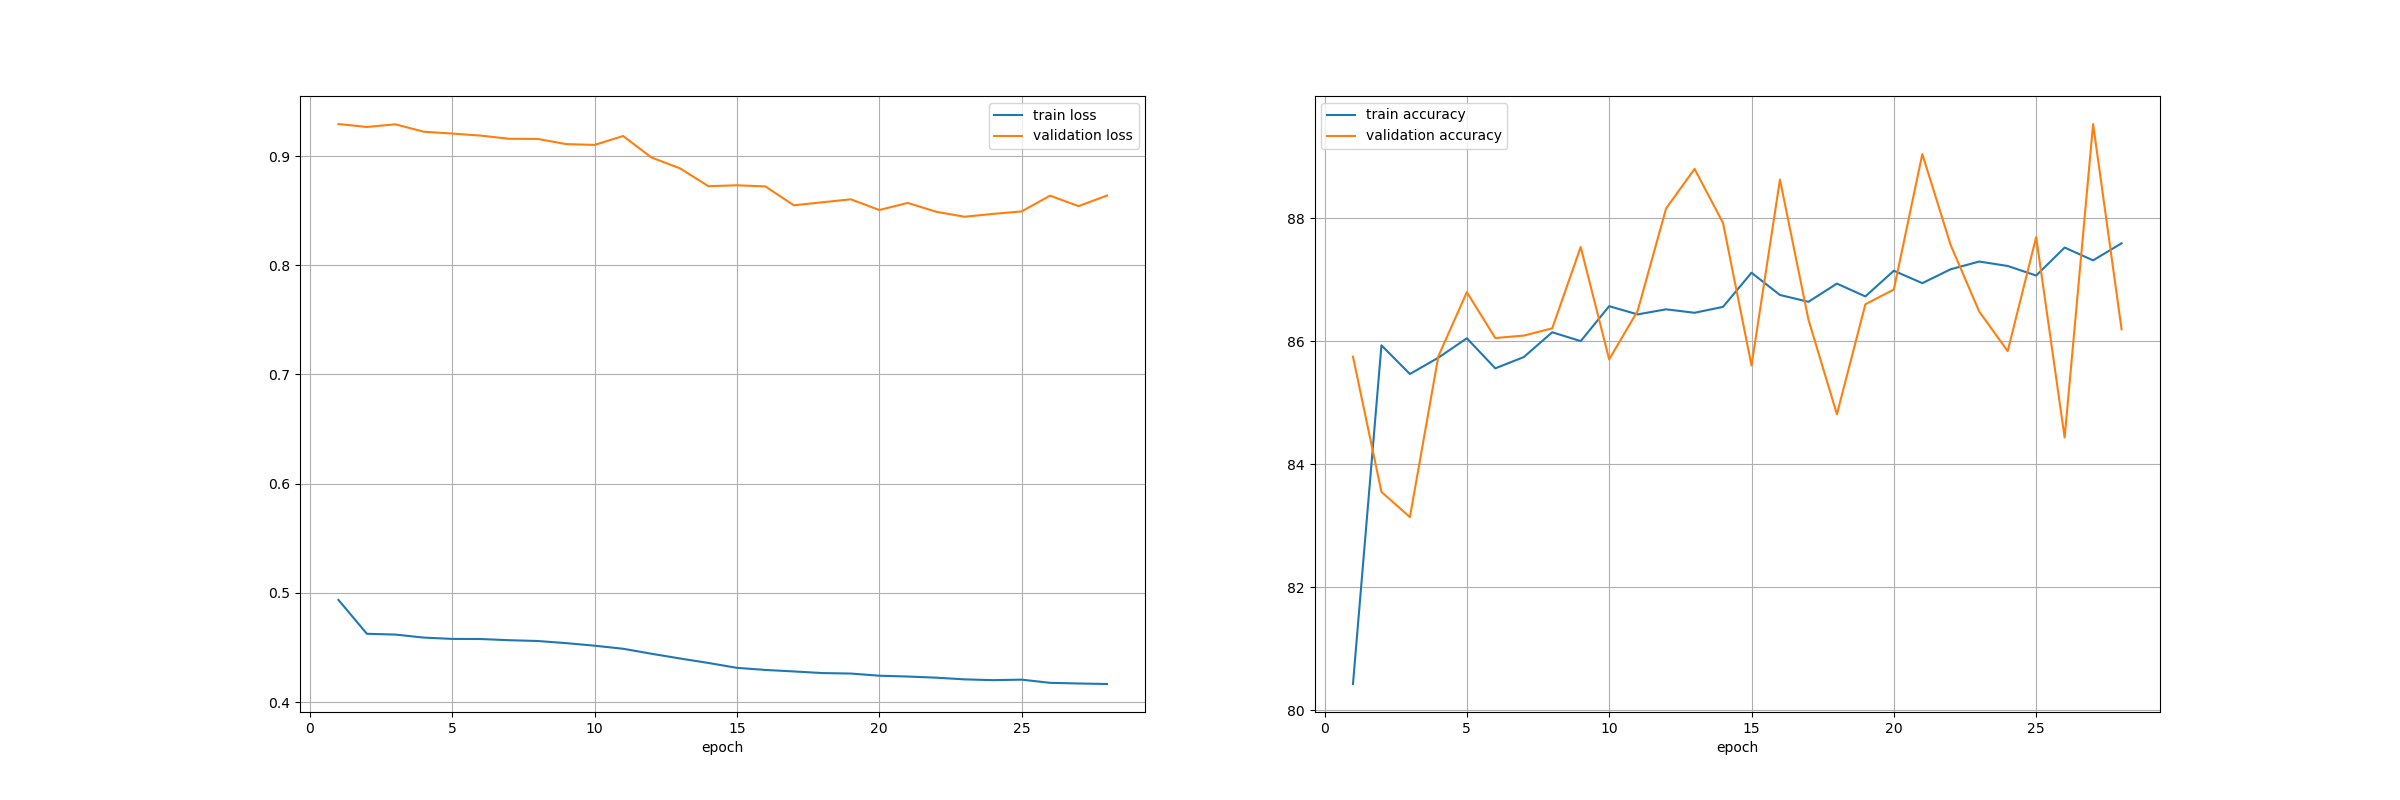 train loss
validation loss
0.9
0.8
0.7
0.6
0.5
0.4
0 5 10 15 20 25
epoch
train accuracy
validation accuracy
88
86
84
82
80
0 5 10 15 20 25
epoch